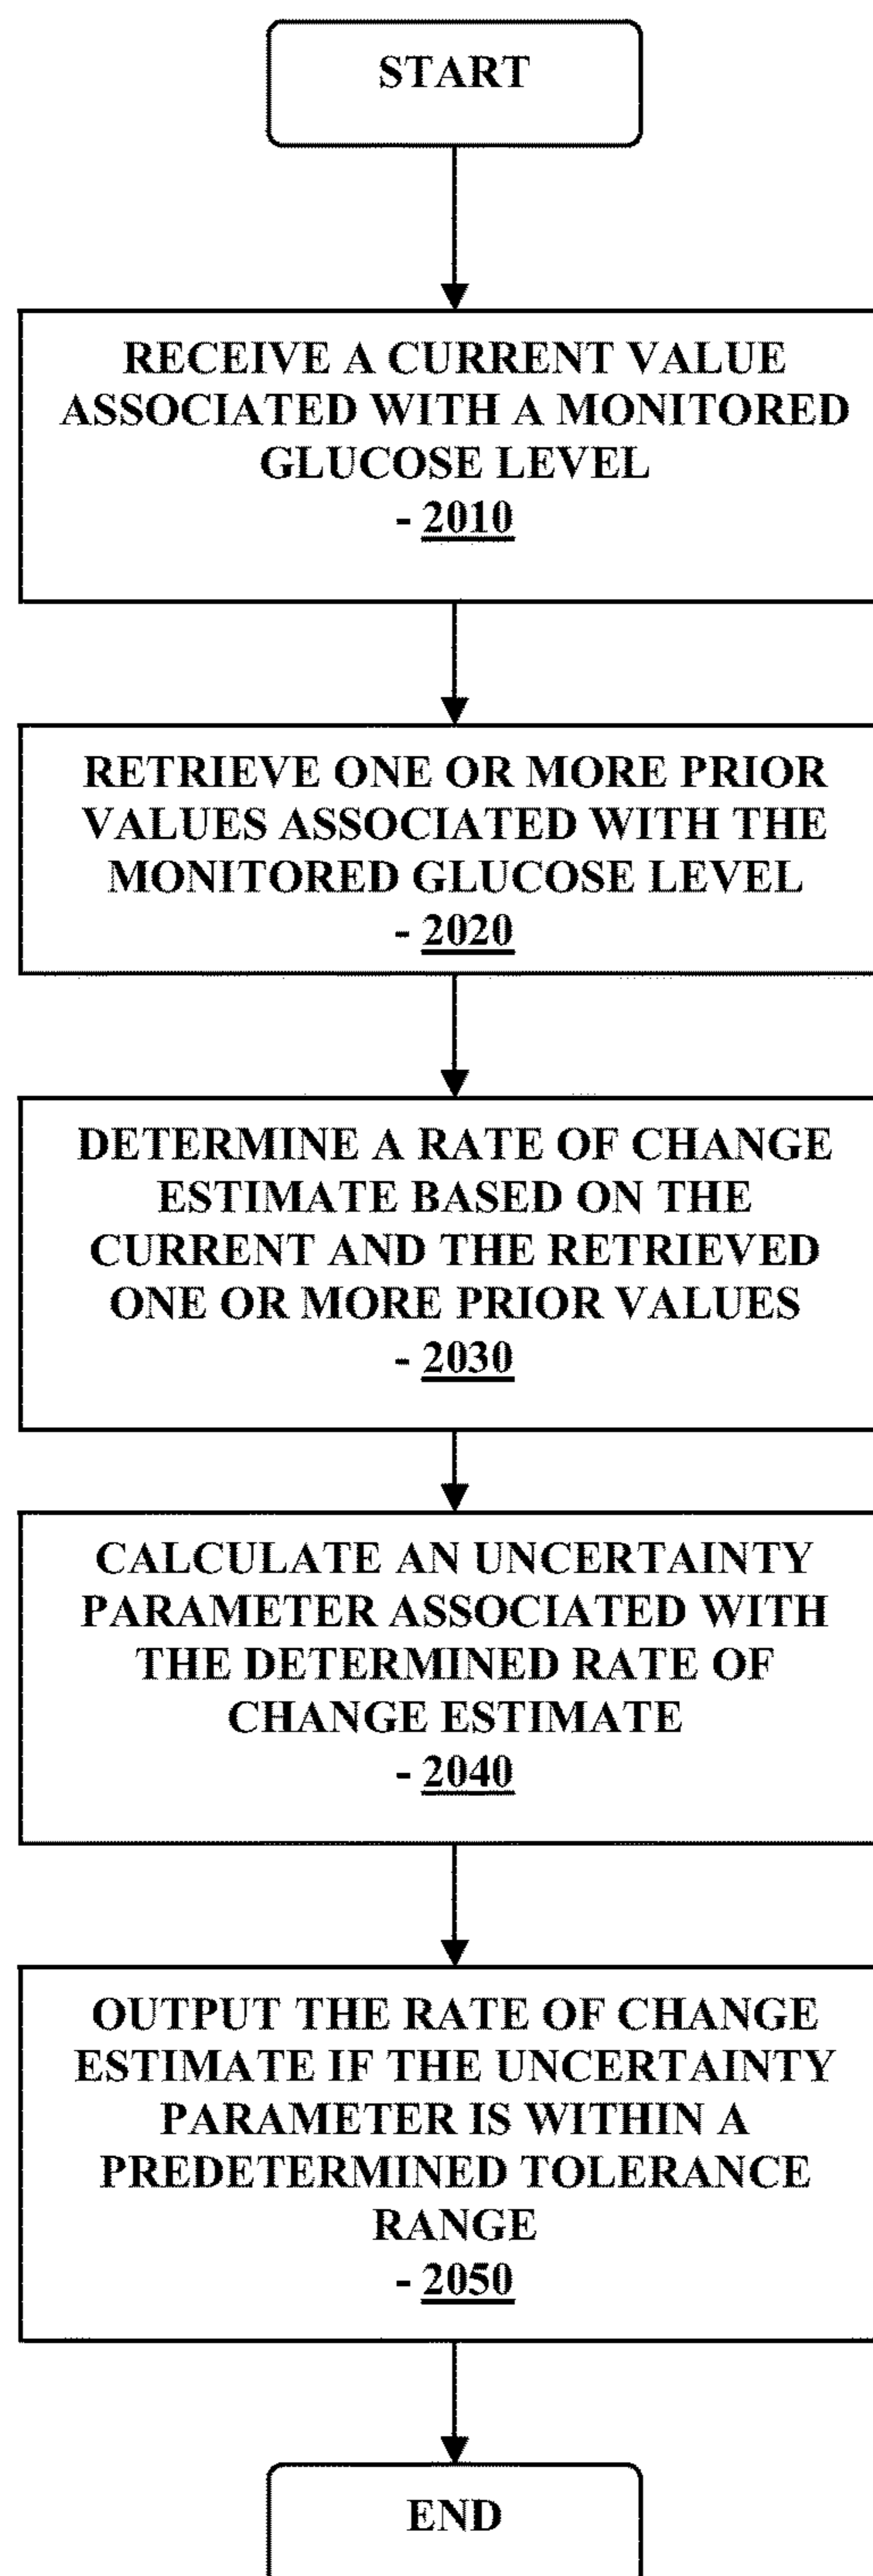 START
RECEIVE A CURRENT VALUE
ASSOCIATED WITH A MONITORED
GLUCOSE LEVEL
- 2010
RETRIEVE ONE OR MORE PRIOR
VALUES ASSOCIATED WITH THE
MONITORED GLUCOSE LEVEL
- 2020
DETERMINE A RATE OF CHANGE
ESTIMATE BASED ON THE
CURRENT AND THE RETRIEVED
ONE OR MORE PRIOR VALUES
- 2030
CALCULATE AN UNCERTAINTY
PARAMETER ASSOCIATED WITH
THE DETERMINED RATE OF
CHANGE ESTIMATE
- 2040
OUTPUT THE RATE OF CHANGE
ESTIMATE IF THE UNCERTAINTY
PARAMETER IS WITHIN A
PREDETERMINED TOLERANCE
RANGE
- 2050
END